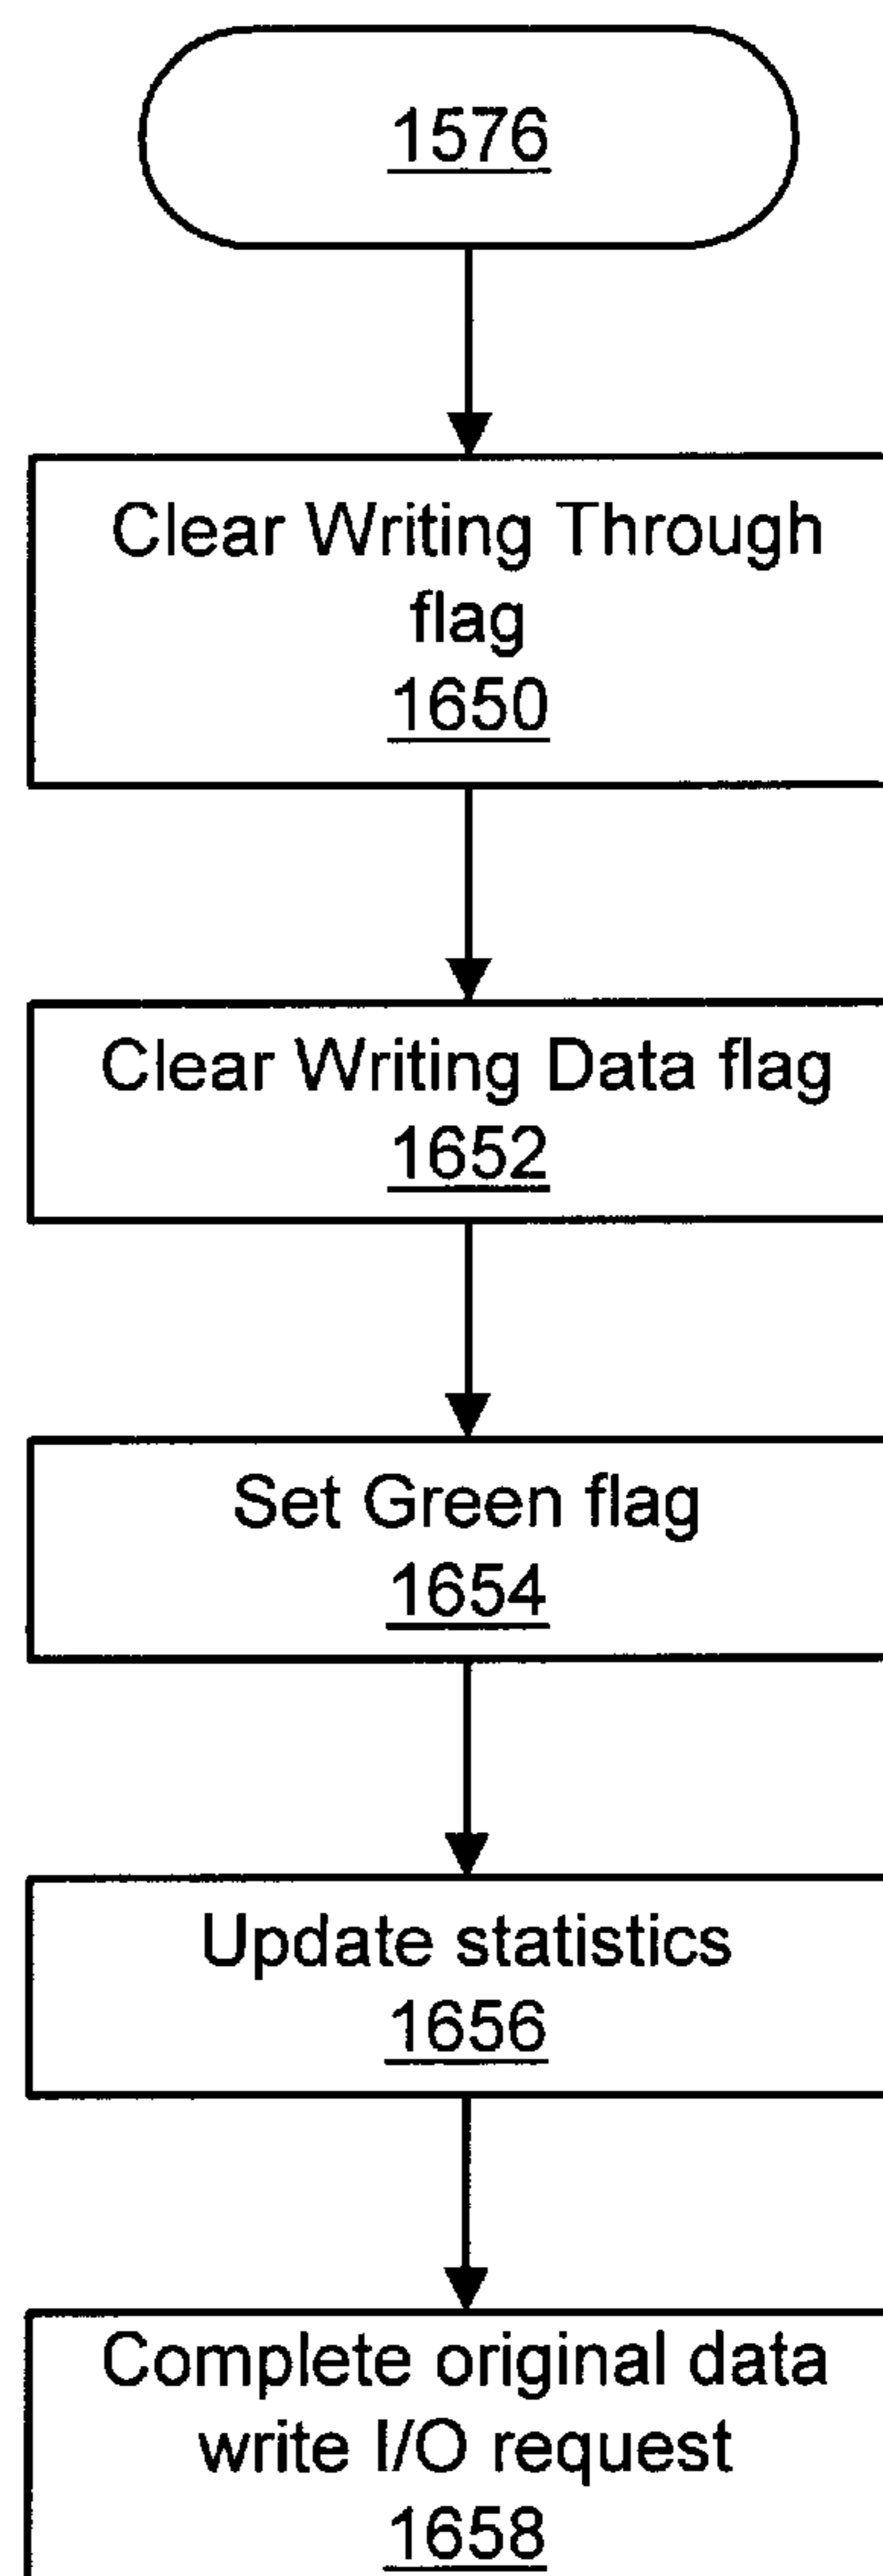 1576
Clear Writing Through
flag
1650
Clear Writing Data flag
1652
Set Green flag
1654
Update statistics
1656
Complete original data
write I/O request
1658